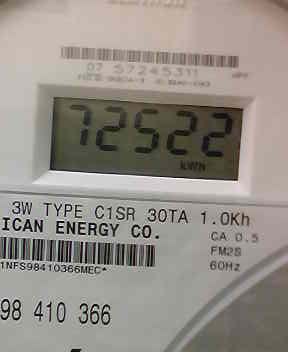 07 57245311
72522
kWH
3W TYPE C1SR 30TA 1.0Kh
ICAN ENERGY CO.
CA 0.5
FM2S
1NFS98410366MEC*
60Hz
98 410 366